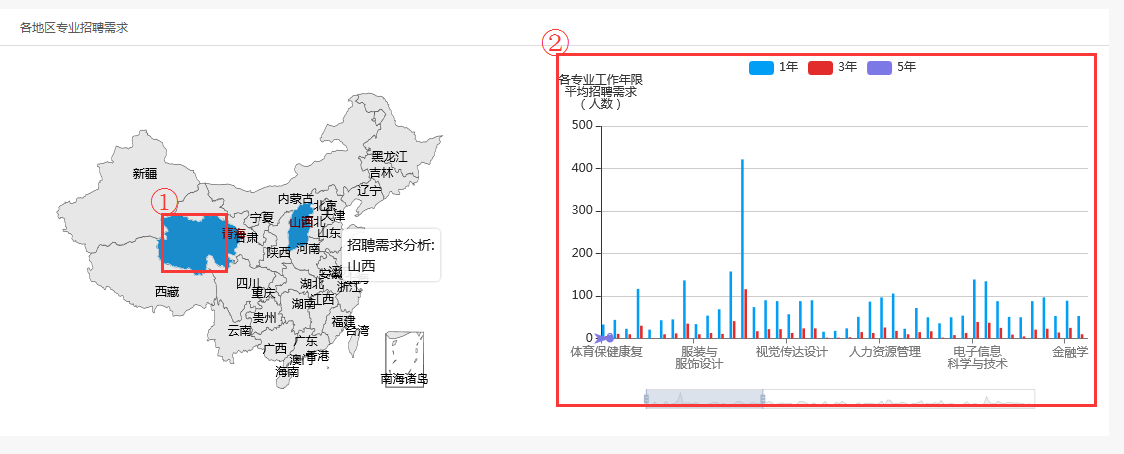 各地区专业招聘需求
②
1年 3年 5年
各专业工作年限
平均招聘需求
（人数）
500
400
300
200
100
0
体育保健康复
服装与
服饰设计
视觉传达设计
人力资源管理
电子信息
科学与技术
金融学
黑龙江
吉林
辽宁
新疆
①
内蒙古
北京
天津
宁夏
山西
青海
甘肃
山东
招聘需求分析:
山西
陕西
河南
安徽
四川
重庆
湖北
浙江
西藏
湖南
江西
贵州
云南
福建
台湾
广西
广东
香港
澳门
海南
南海诸岛